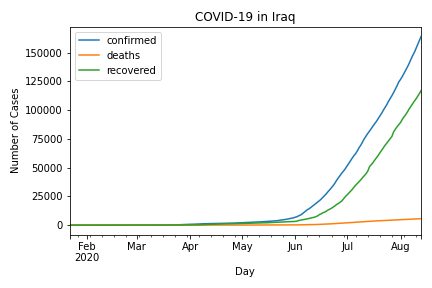 COVID-19 in Iraq
confirmed
deaths
recovered
Number of Cases
150000
125000
100000
75000
50000
25000
0
Feb Mar Apr May Jun Jul Aug
2020
Day